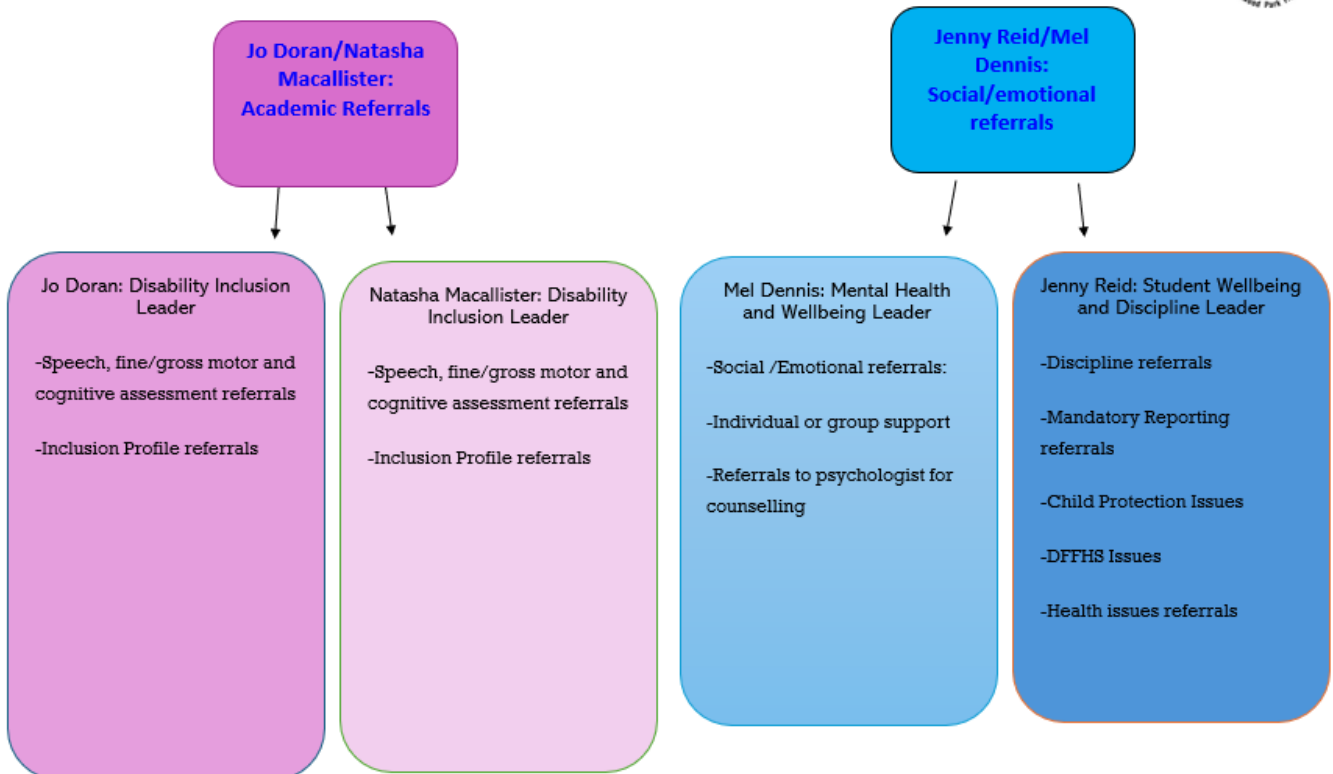 Jo Doran/Natasha
Macallister:
Academic Referrals
Jenny Reid/Mel
Dennis:
Social/emotional
referrals
Jo Doran: Disability Inclusion
Leader
-Speech, fine/gross motor and
cognitive assessment referrals
-Inclusion Profile referrals
Natasha Macallister: Disability
Inclusion Leader
-Speech, fine/gross motor and
cognitive assessment referrals
-Inclusion Profile referrals
Mel Dennis: Mental Health
and Wellbeing Leader
-Social /Emotional referrals:
-Individual or group support
-Referrals to psychologist for
counselling
Jenny Reid: Student Wellbeing
and Discipline Leader
-Discipline referrals
-Mandatory Reporting
referrals
-Child Protection Issues
-DFFHS Issues
-Health issues referrals